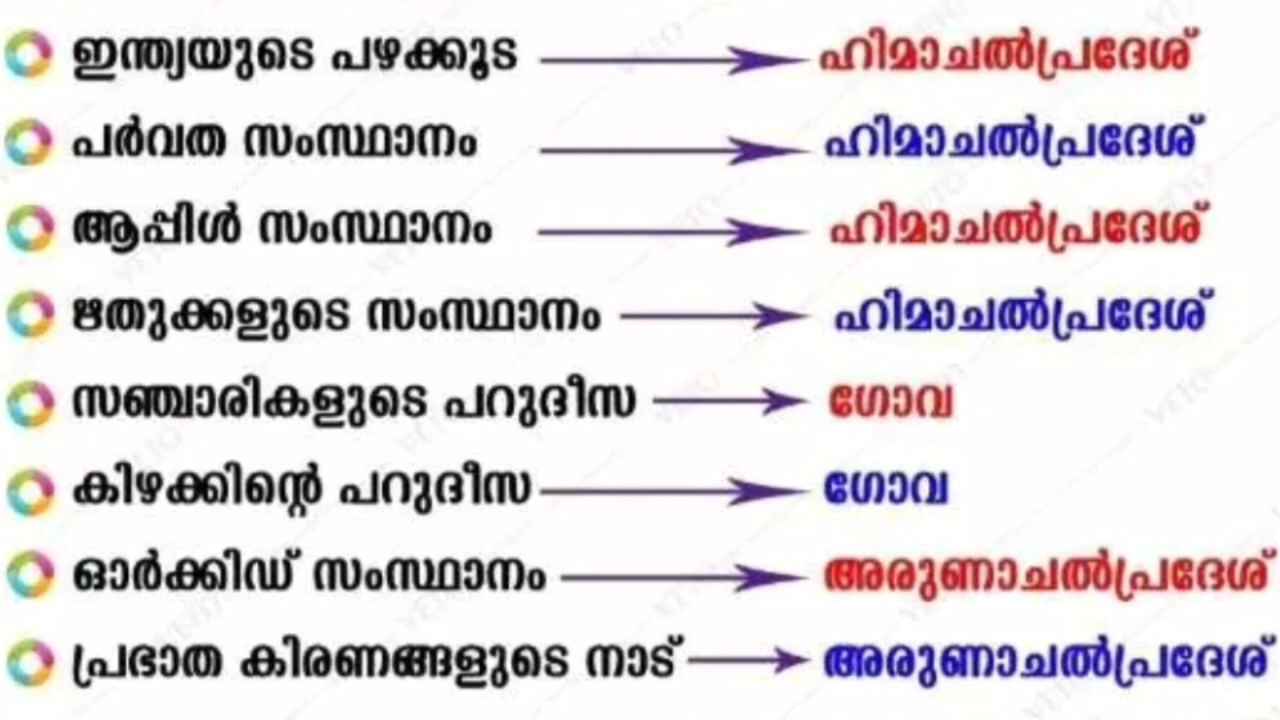 ഇന്ത്യയുടെ പഴക്കൂട ഹിമാചൽപ്രദേശ്
പർവത സംസ്ഥാനം ഹിമാചൽപ്രദേശ്
ആപ്പിൾ സംസ്ഥാനം ഹിമാചൽപ്രദേശ്
ഋതുക്കളുടെ സംസ്ഥാനം ഹിമാചൽപ്രദേശ്
സഞ്ചാരികളുടെ പറുദീസ ഗോവ
കിഴക്കിന്റെ പറുദീസ ഗോവ
ഓർക്കിഡ് സംസ്ഥാനം അരുണാചൽപ്രദേശ്
പ്രഭാത കിരണങ്ങളുടെ നാട് അരുണാചൽപ്രദേശ്